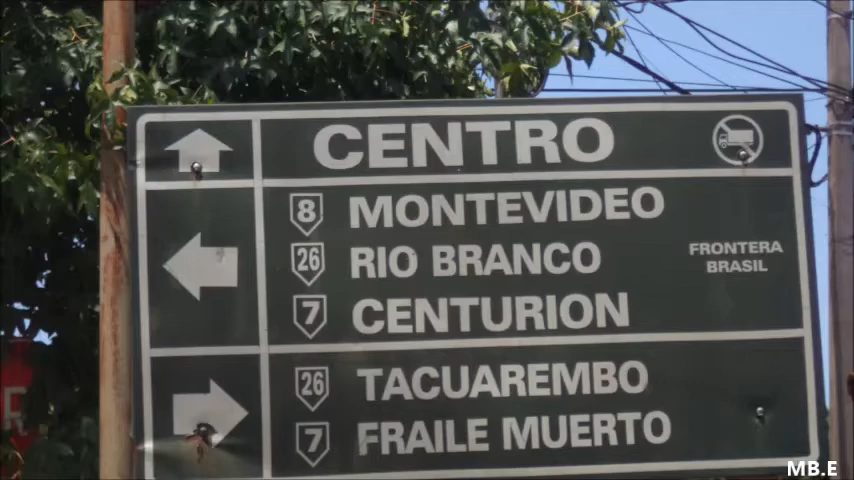 CENTRO
8 MONTEVIDEO
26 RIO BRANCO
FRONTERA
BRASIL
7 CENTURION
26 TACUAREMBO
7 FRAILE MUERTO
R
MB.E